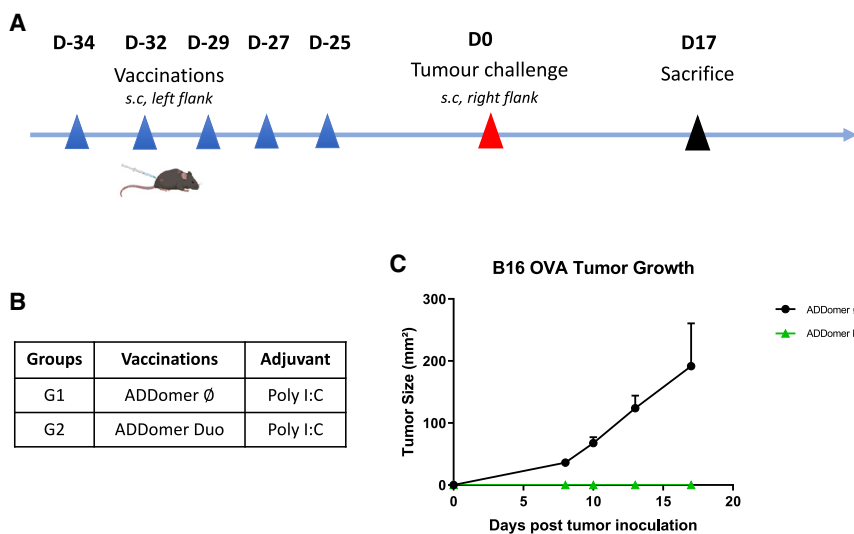 A
D-34 D-32 D-29 D-27 D-25 D0 D17
Vaccinations Tumour challenge Sacrifice
s.c, left flank s.c, right flank
B
Groups Vaccinations Adjuvant
G1 ADDomer Ø Poly I:C
G2 ADDomer Duo Poly I:C
C
B16 OVA Tumor Growth
Tumor Size (mm²)
300
200
100
0
0 5 10 15 20
Days post tumor inoculation
ADDomer
ADDomer